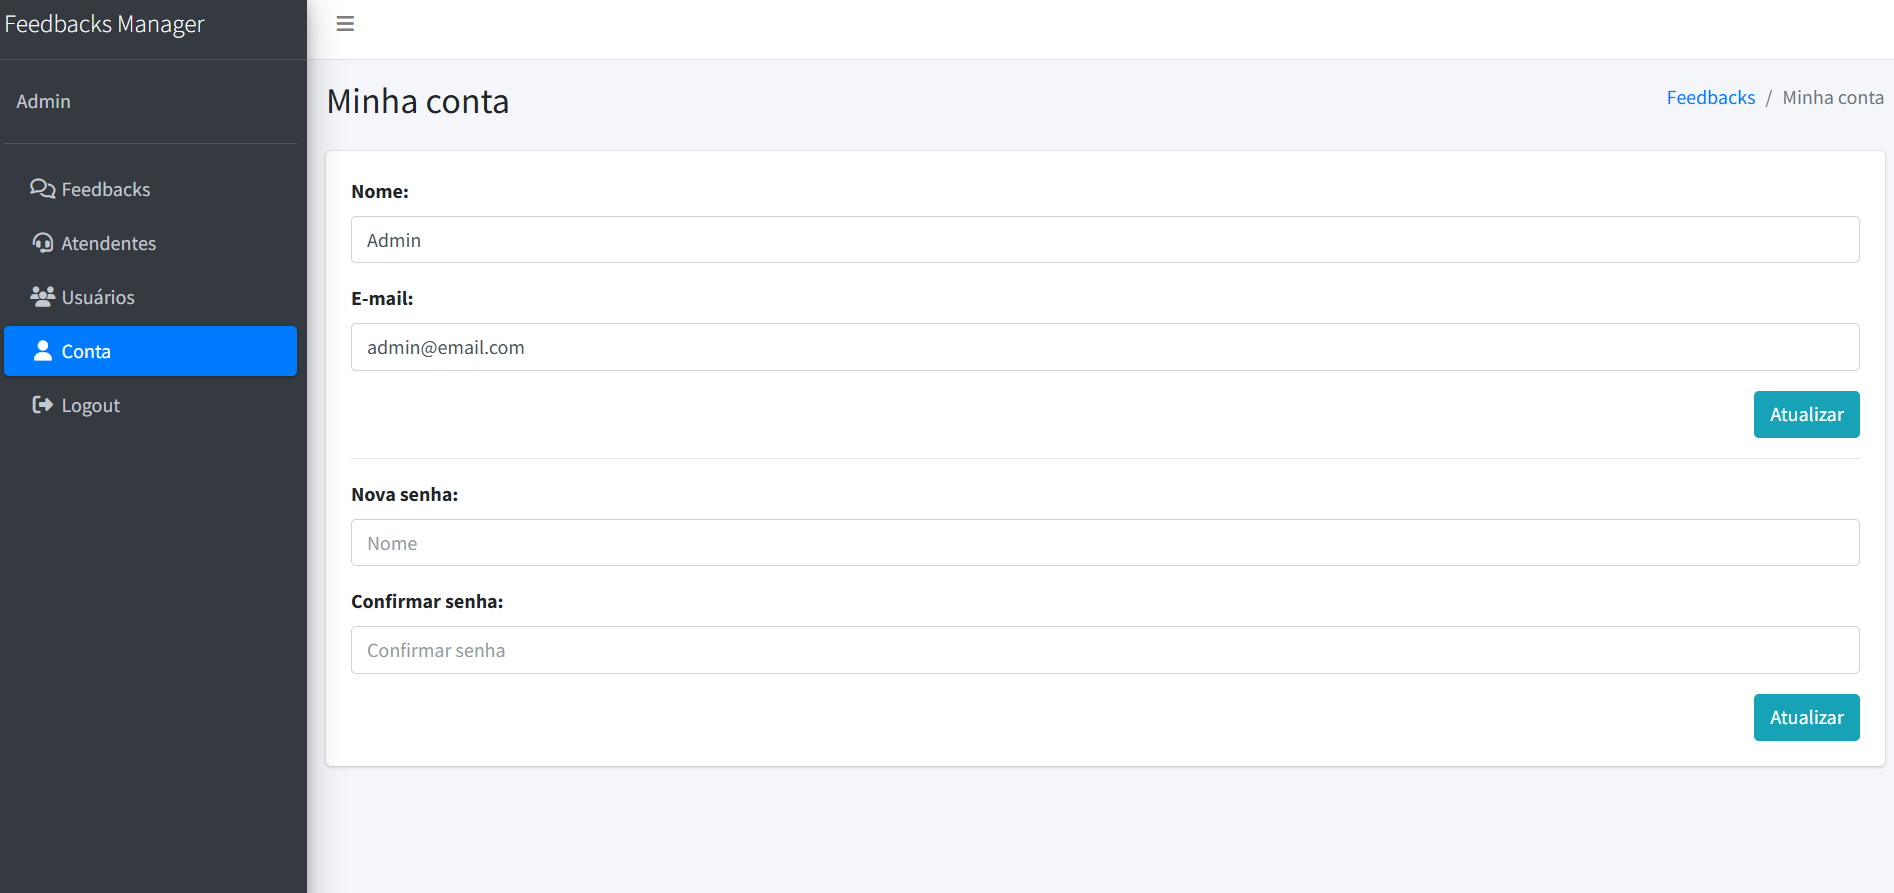 Feedbacks Manager
Admin
Feedbacks
Atendentes
Usuários
Conta
Logout
Minha conta
Feedbacks / Minha conta
Nome:
Admin
E-mail:
admin@email.com
Atualizar
Nova senha:
Nome
Confirmar senha:
Confirmar senha
Atualizar